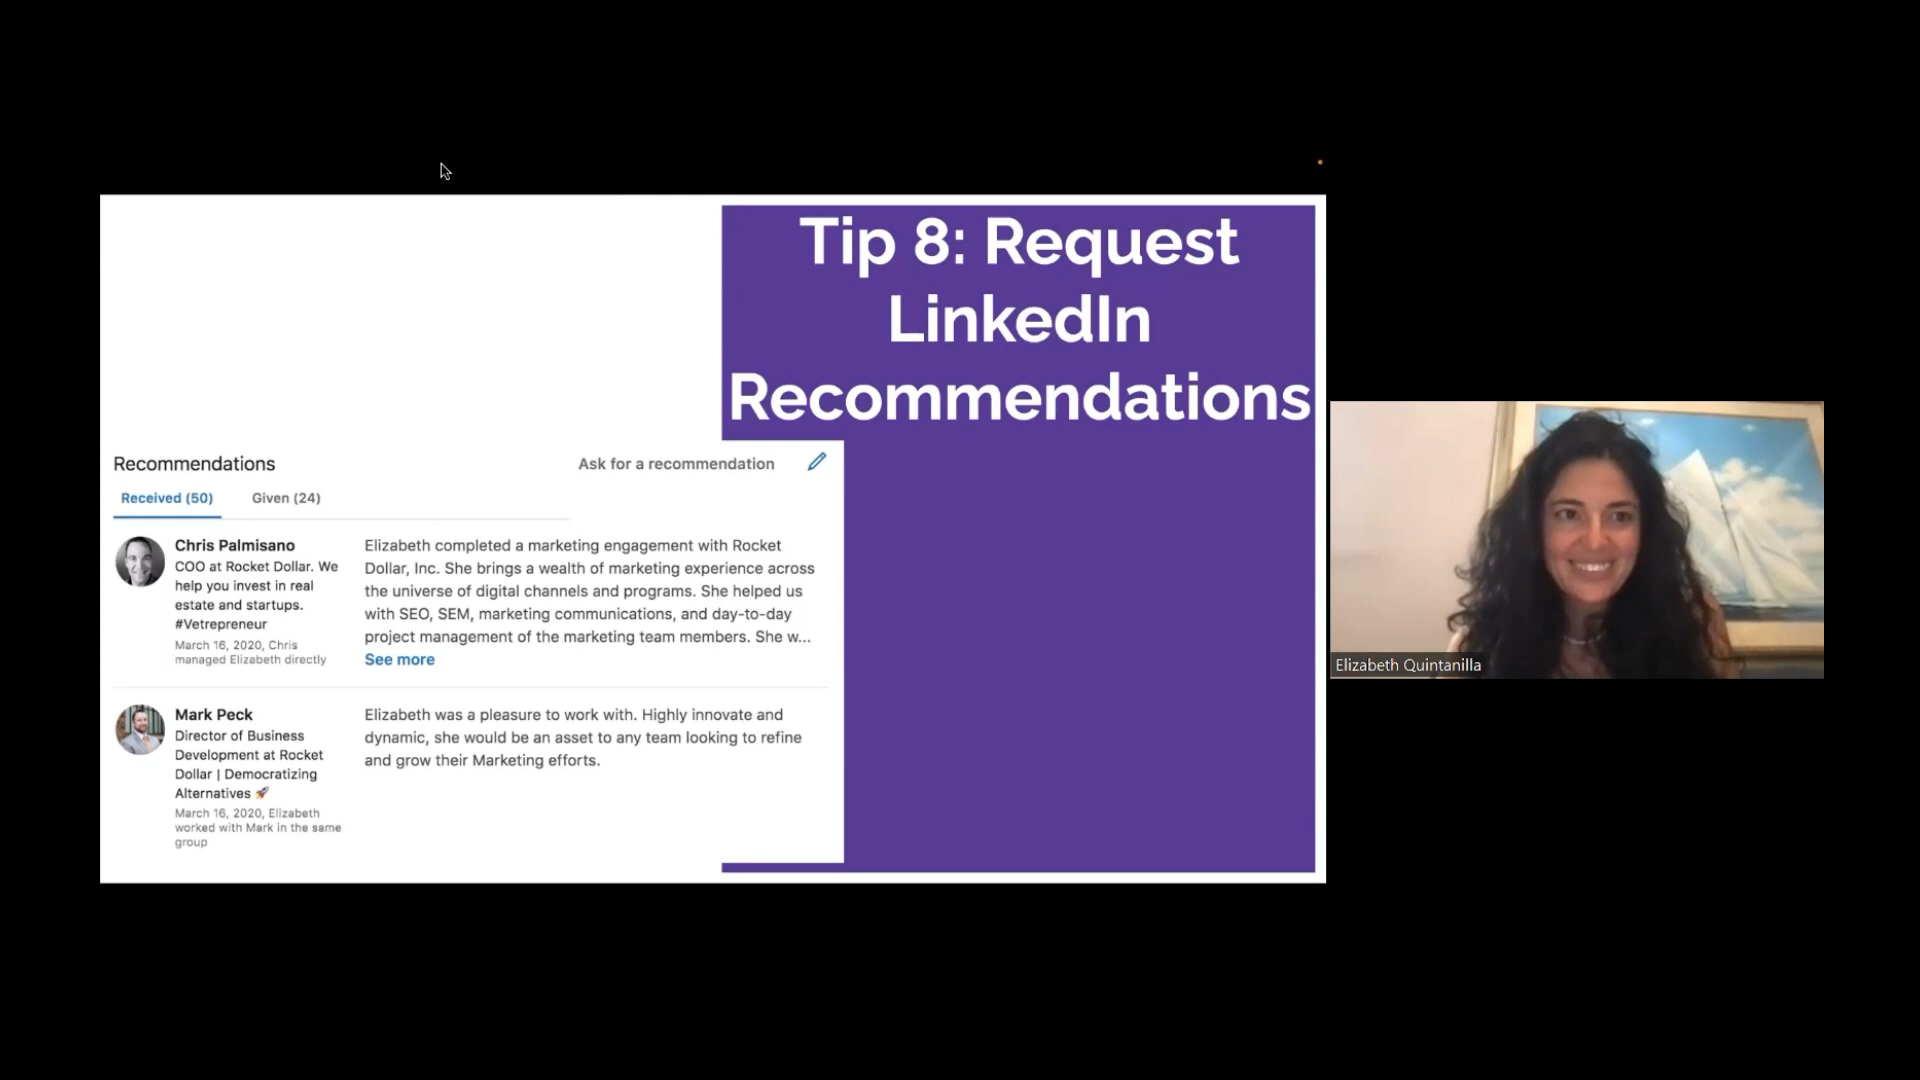 Tip 8: Request
LinkedIn
Recommendations
Recommendations
Ask for a recommendation
Received (50)
Given (24)
Chris Palmisano
COO at Rocket Dollar. We
help you invest in real
estate and startups.
#Vetrepreneur
March 16, 2020, Chris
managed Elizabeth directly
Elizabeth completed a marketing engagement with Rocket
Dollar, Inc. She brings a wealth of marketing experience across
the universe of digital channels and programs. She helped us
with SEO, SEM, marketing communications, and day-to-day
project management of the marketing team members. She w...
See more
Mark Peck
Director of Business
Development at Rocket
Dollar | Democratizing
Alternatives 🚀
March 16, 2020, Elizabeth
worked with Mark in the same
group
Elizabeth was a pleasure to work with. Highly innovate and
dynamic, she would be an asset to any team looking to refine
and grow their Marketing efforts.
Elizabeth Quintanilla